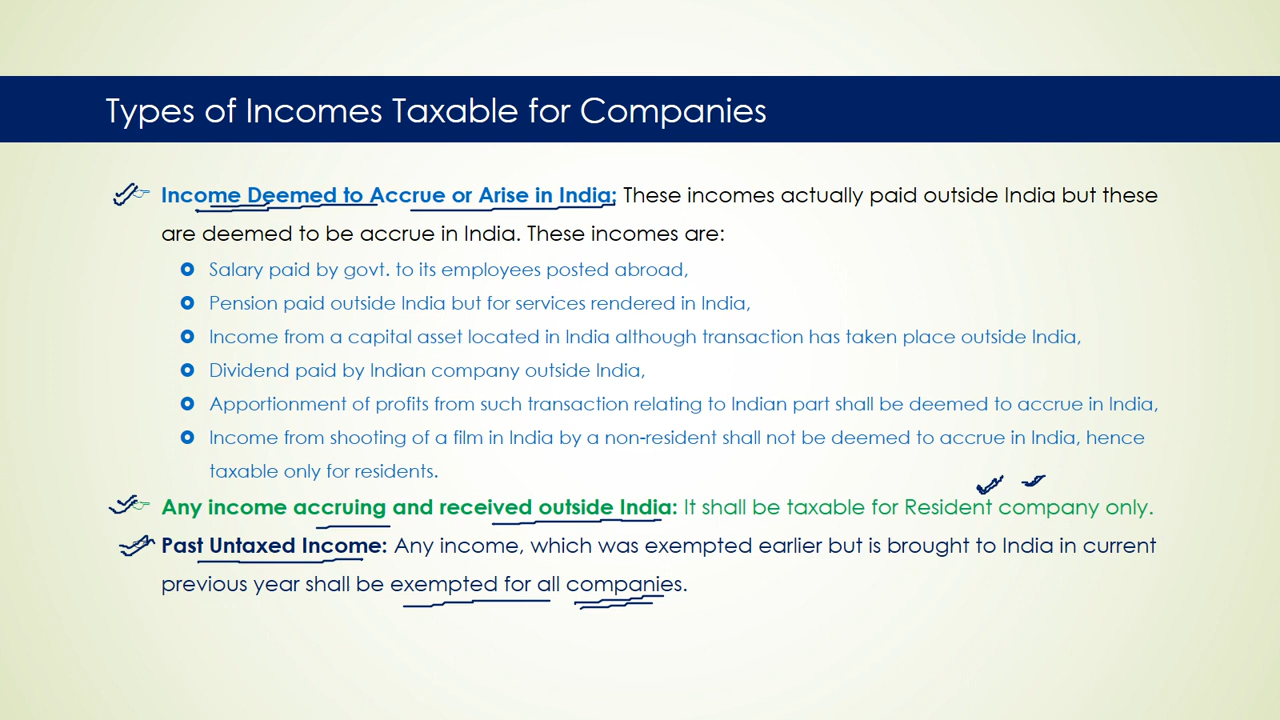 Types of Incomes Taxable for Companies
Income Deemed to Accrue or Arise in India: These incomes actually paid outside India but these
are deemed to be accrue in India. These incomes are:
Salary paid by govt. to its employees posted abroad,
Pension paid outside India but for services rendered in India,
Income from a capital asset located in India although transaction has taken place outside India,
Dividend paid by Indian company outside India,
Apportionment of profits from such transaction relating to Indian part shall be deemed to accrue in India,
Income from shooting of a film in India by a non-resident shall not be deemed to accrue in India, hence
taxable only for residents.
Any income accruing and received outside India: It shall be taxable for Resident company only.
Past Untaxed Income: Any income, which was exempted earlier but is brought to India in current
previous year shall be exempted for all companies.